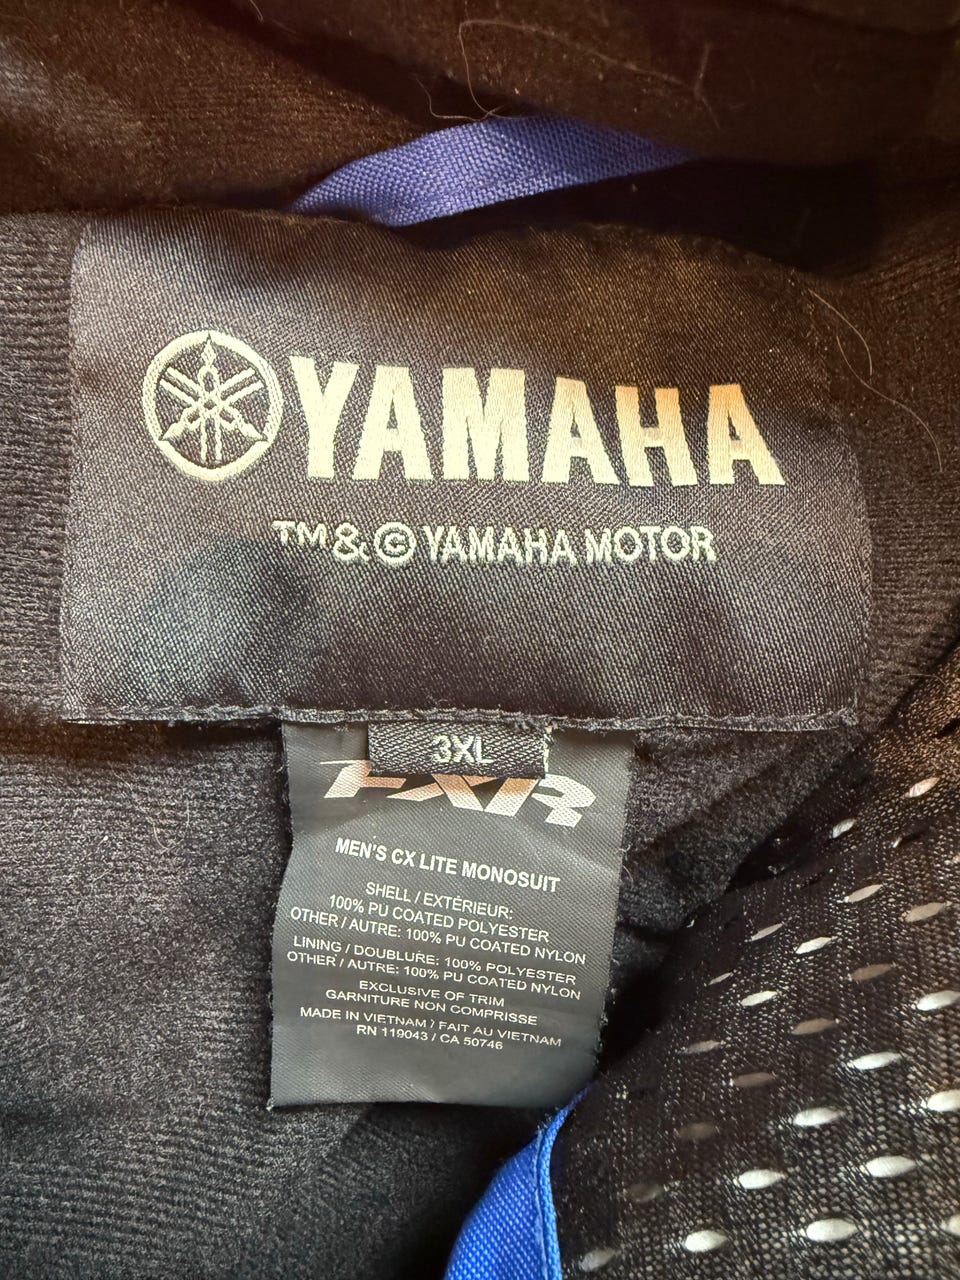 YAMAHA
™&© YAMAHA MOTOR
3XL
FXR
MEN'S CX LITE MONOSUIT
SHELL / EXTÉRIEUR:
100% PU COATED POLYESTER
OTHER / AUTRE: 100% PU COATED NYLON
LINING / DOUBLURE: 100% POLYESTER
OTHER / AUTRE: 100% PU COATED NYLON
EXCLUSIVE OF TRIM
GARNITURE NON COMPRISSE
MADE IN VIETNAM / FAIT AU VIETNAM
RN 119043 / CA 50746